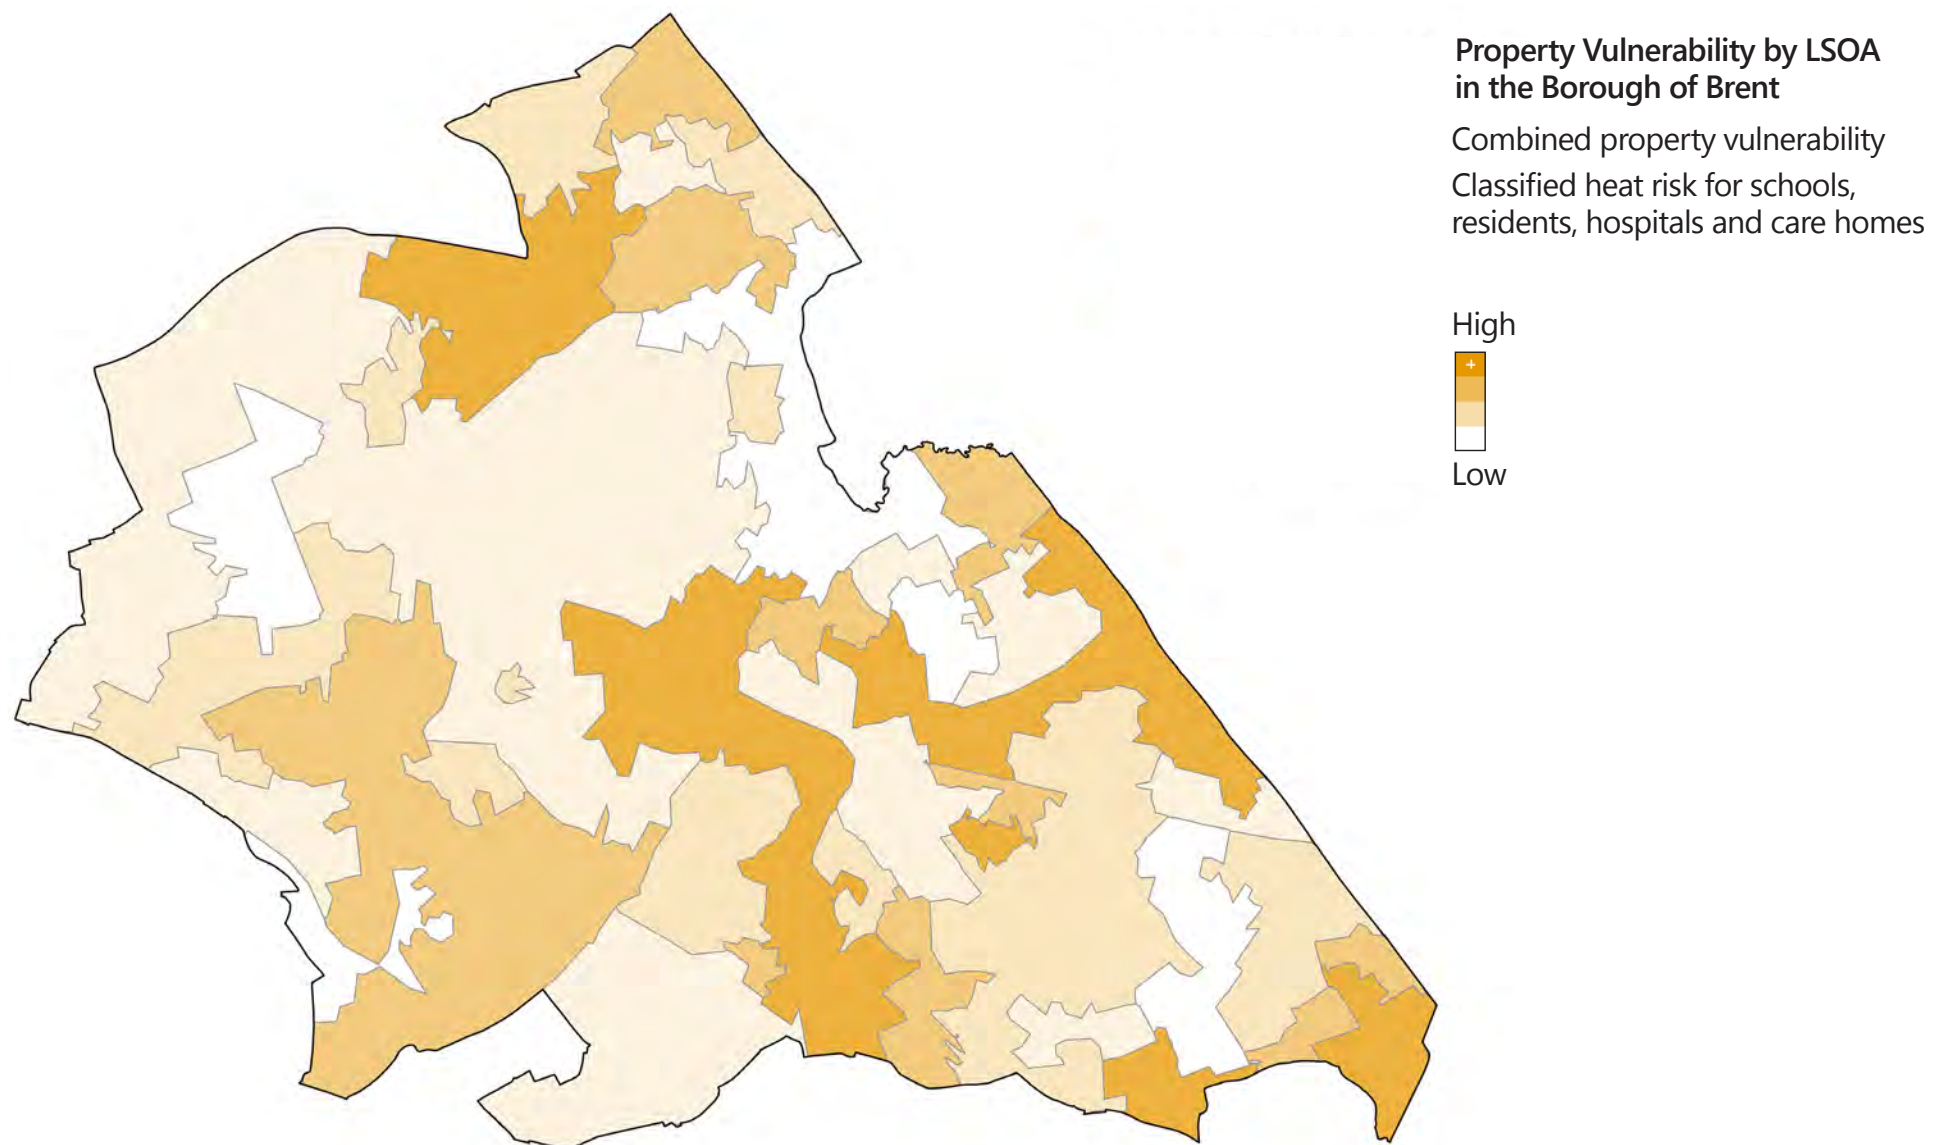 Property Vulnerability by LSOA
in the Borough of Brent
Combined property vulnerability
Classified heat risk for schools,
residents, hospitals and care homes
High
+
Low